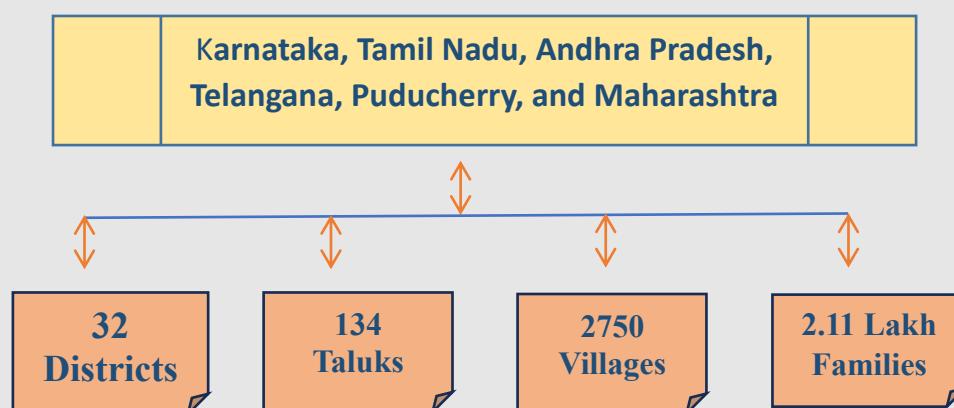 Karnataka, Tamil Nadu, Andhra Pradesh,
Telangana, Puducherry, and Maharashtra
32
Districts
134
Taluks
2750
Villages
2.11 Lakh
Families